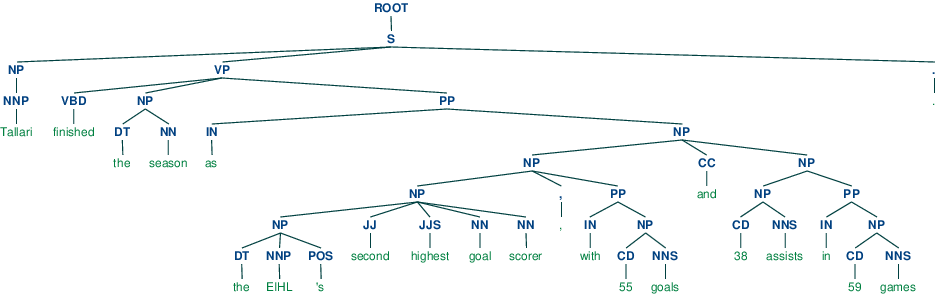 ROOT
S
NP VP .
NNP VBD NP PP .
Tallari finished DT NN IN NP
the season as NP CC NP
NP , PP and NP PP
NP JJ JJS NN NN , IN NP CD NNS IN NP
DT NNP POS second highest goal scorer with CD NNS 38 assists in CD NNS
the EIHL 's 55 goals 59 games